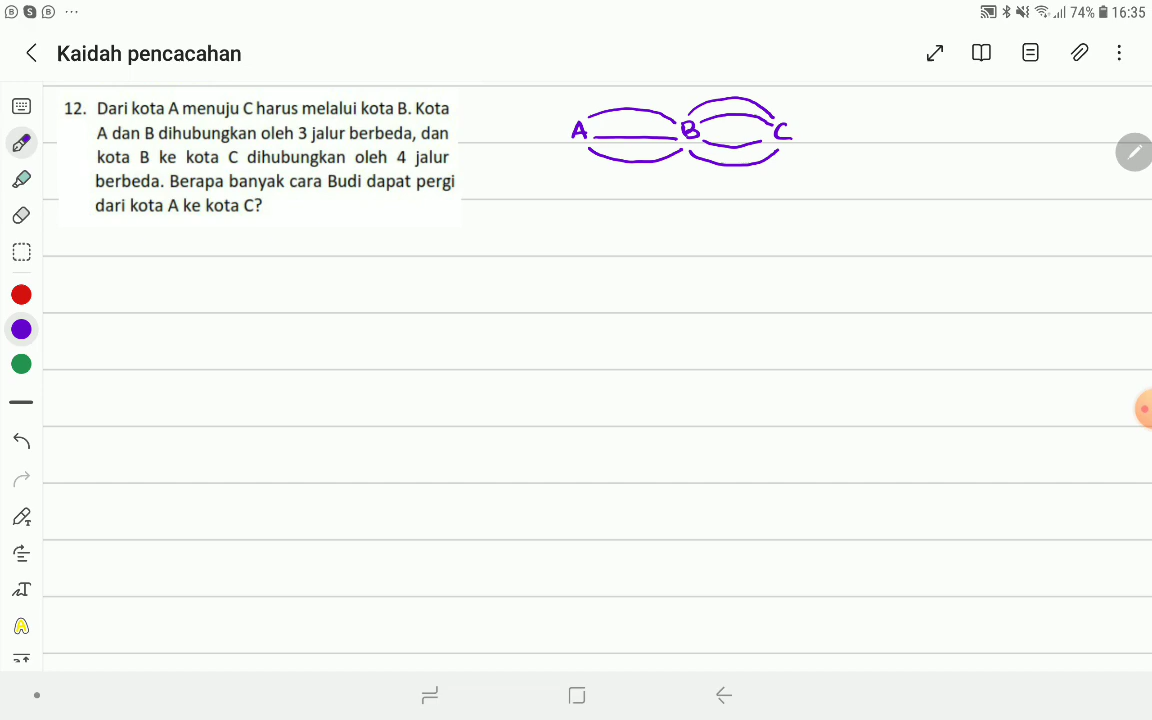 74% 16:35
Kaidah pencacahan
12. Dari kota A menuju C harus melalui kota B. Kota
A dan B dihubungkan oleh 3 jalur berbeda, dan
kota B ke kota C dihubungkan oleh 4 jalur
berbeda. Berapa banyak cara Budi dapat pergi
dari kota A ke kota C?
A B C